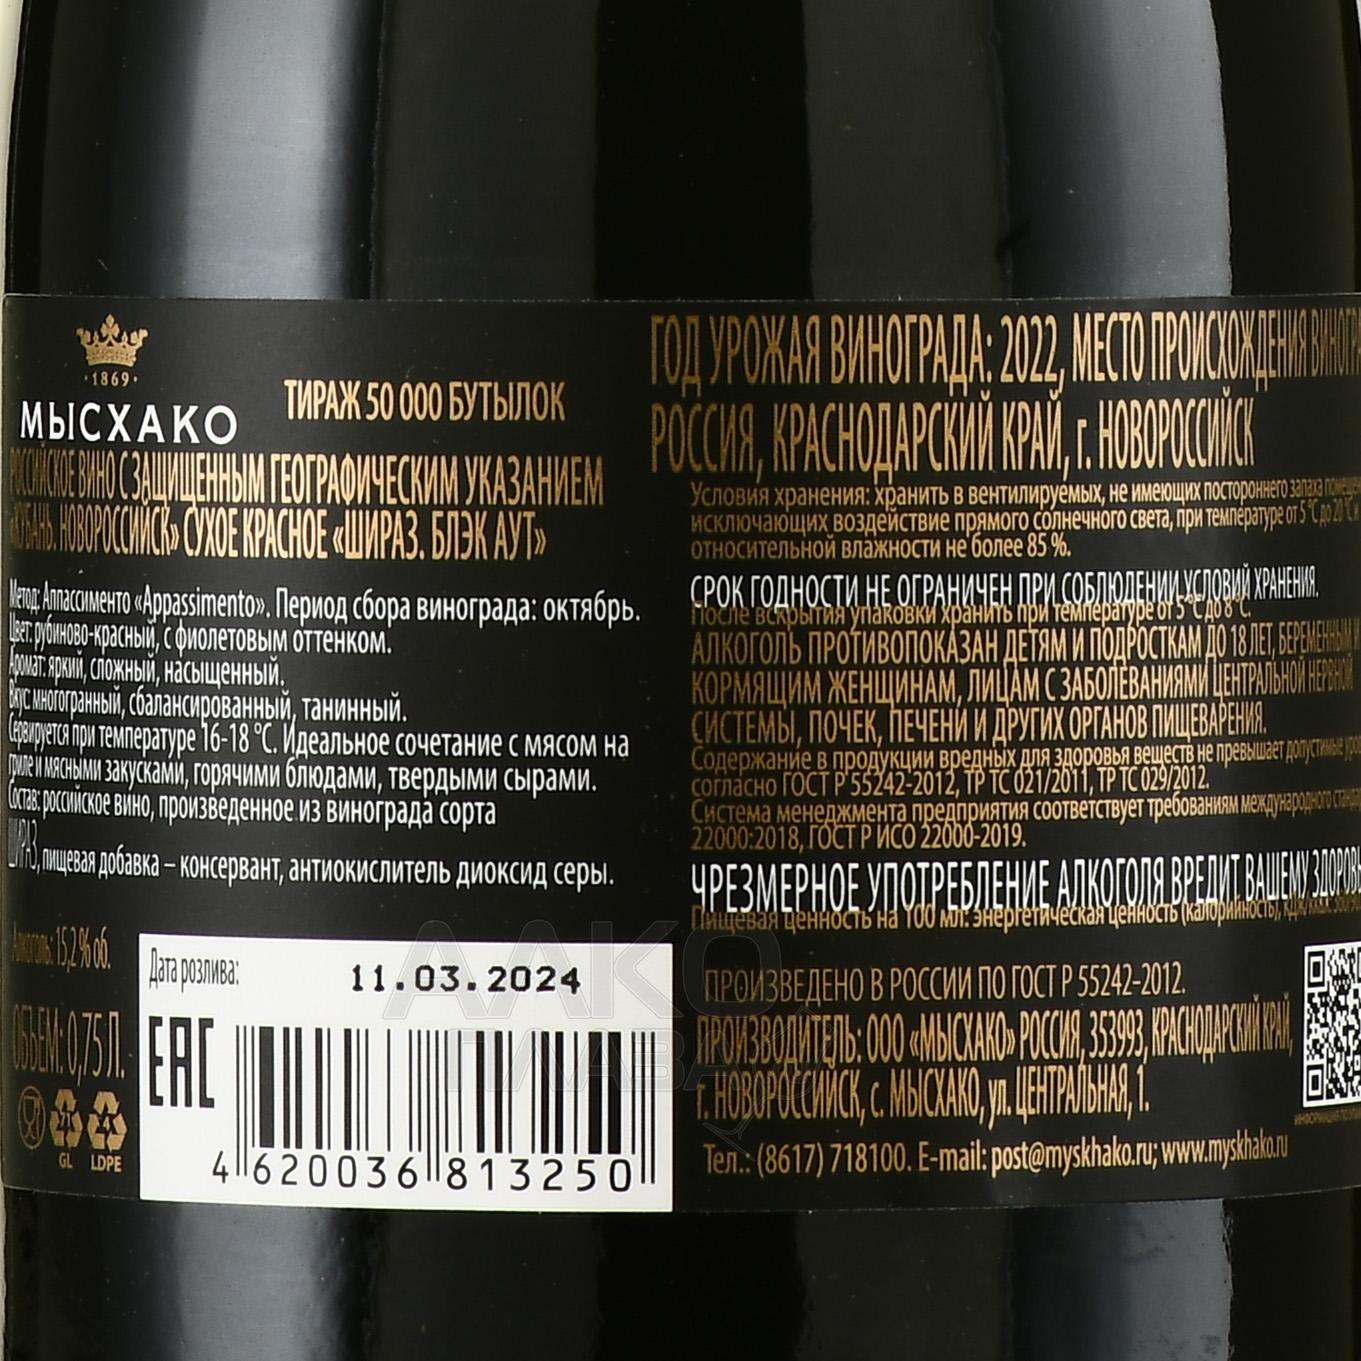 ·1869·
МЫСХАКО
ТИРАЖ 50 000 БУТЫЛОК
РОССИЙСКОЕ ВИНО С ЗАЩИЩЕННЫМ ГЕОГРАФИЧЕСКИМ УКАЗАНИЕМ
«КУБАНЬ. НОВОРОССИЙСК» СУХОЕ КРАСНОЕ «ШИРАЗ. БЛЭК АУТ»
Метод: Аппассименто «Appassimento». Период сбора винограда: октябрь.
Цвет: рубиново-красный, с фиолетовым оттенком.
Аромат: яркий, сложный, насыщенный.
Вкус: многогранный, сбалансированный, танинный.
Сервируется при температуре 16-18 °С. Идеальное сочетание с мясом на
гриле и мясными закусками, горячими блюдами, твердыми сырами.
Состав: российское вино, произведенное из винограда сорта
ШИРАЗ, пищевая добавка – консервант, антиокислитель диоксид серы.
Алкоголь: 15,2 % об.
ОБЪЕМ: 0,75 Л.
GL
LDPE
Дата розлива: 11.03.2024
EAC
4 620036 813250
ГОД УРОЖАЯ ВИНОГРАДА: 2022, МЕСТО ПРОИСХОЖДЕНИЯ ВИНОГРА
РОССИЯ, КРАСНОДАРСКИЙ КРАЙ, г. НОВОРОССИЙСК
Условия хранения: хранить в вентилируемых, не имеющих постороннего запаха помеще
исключающих воздействие прямого солнечного света, при температуре от 5 °С до 20 °С и
относительной влажности не более 85 %.
СРОК ГОДНОСТИ НЕ ОГРАНИЧЕН ПРИ СОБЛЮДЕНИИ УСЛОВИЙ ХРАНЕНИЯ.
После вскрытия упаковки хранить при температуре от 5 °С до 8 °С.
АЛКОГОЛЬ ПРОТИВОПОКАЗАН ДЕТЯМ И ПОДРОСТКАМ ДО 18 ЛЕТ, БЕРЕМЕННЫМ И
КОРМЯЩИМ ЖЕНЩИНАМ, ЛИЦАМ С ЗАБОЛЕВАНИЯМИ ЦЕНТРАЛЬНОЙ НЕРВНОЙ
СИСТЕМЫ, ПОЧЕК, ПЕЧЕНИ И ДРУГИХ ОРГАНОВ ПИЩЕВАРЕНИЯ.
Содержание в продукции вредных для здоровья веществ не превышает допустимые уро
согласно ГОСТ Р 55242-2012, ТР ТС 021/2011, ТР ТС 029/2012.
Система менеджмента предприятия соответствует требованиям международного станда
22000:2018, ГОСТ Р ИСО 22000-2019.
ЧРЕЗМЕРНОЕ УПОТРЕБЛЕНИЕ АЛКОГОЛЯ ВРЕДИТ ВАШЕМУ ЗДОРОВЬ
Пищевая ценность на 100 мл: энергетическая ценность (калорийность), кДж/ккал:
ПРОИЗВЕДЕНО В РОССИИ ПО ГОСТ Р 55242-2012.
ПРОИЗВОДИТЕЛЬ: ООО «МЫСХАКО» РОССИЯ, 353993, КРАСНОДАРСКИЙ КРАЙ,
г. НОВОРОССИЙСК, с. МЫСХАКО, ул. ЦЕНТРАЛЬНАЯ, 1.
Тел.: (8617) 718100. E-mail: post@myskhako.ru; www.myskhako.ru
АЛКО
ГЛАВА